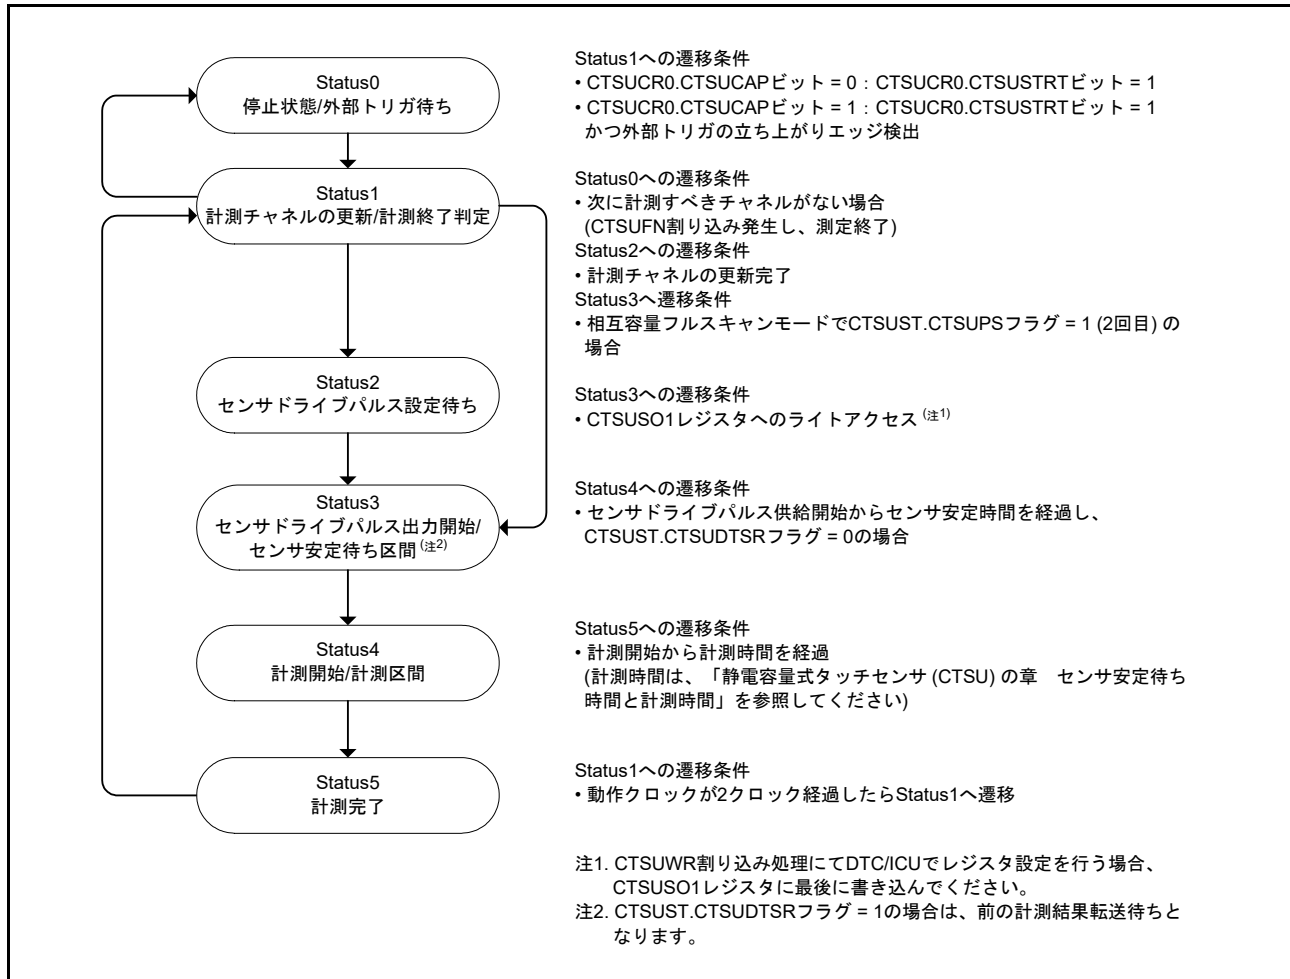 Status0
停止状態/外部トリガ待ち
Status1への遷移条件
• CTSUCR0.CTSUCAPビット = 0 : CTSUCR0.CTSUSTRTビット = 1
• CTSUCR0.CTSUCAPビット = 1 : CTSUCR0.CTSUSTRTビット = 1
かつ外部トリガの立ち上がりエッジ検出
Status1
計測チャネルの更新/計測終了判定
Status0への遷移条件
• 次に計測すべきチャネルがない場合
(CTSUFN割り込み発生し、測定終了)
Status2への遷移条件
• 計測チャネルの更新完了
Status3へ遷移条件
• 相互容量フルスキャンモードでCTSUST.CTSUPSフラグ = 1 (2回目) の
場合
Status2
センサドライブパルス設定待ち
Status3への遷移条件
• CTSUSO1レジスタへのライトアクセス (注1)
Status3
センサドライブパルス出力開始/
センサ安定待ち区間 (注2)
Status4への遷移条件
• センサドライブパルス供給開始からセンサ安定時間を経過し、
CTSUST.CTSUDTSRフラグ = 0の場合
Status4
計測開始/計測区間
Status5への遷移条件
• 計測開始から計測時間を経過
(計測時間は、「静電容量式タッチセンサ (CTSU) の章　センサ安定待ち
時間と計測時間」を参照してください)
Status5
計測完了
Status1への遷移条件
• 動作クロックが2クロック経過したらStatus1へ遷移
注1. CTSUWR割り込み処理にてDTC/ICUでレジスタ設定を行う場合、
CTSUSO1レジスタに最後に書き込んでください。
注2. CTSUST.CTSUDTSRフラグ = 1の場合は、前の計測結果転送待ちと
なります。